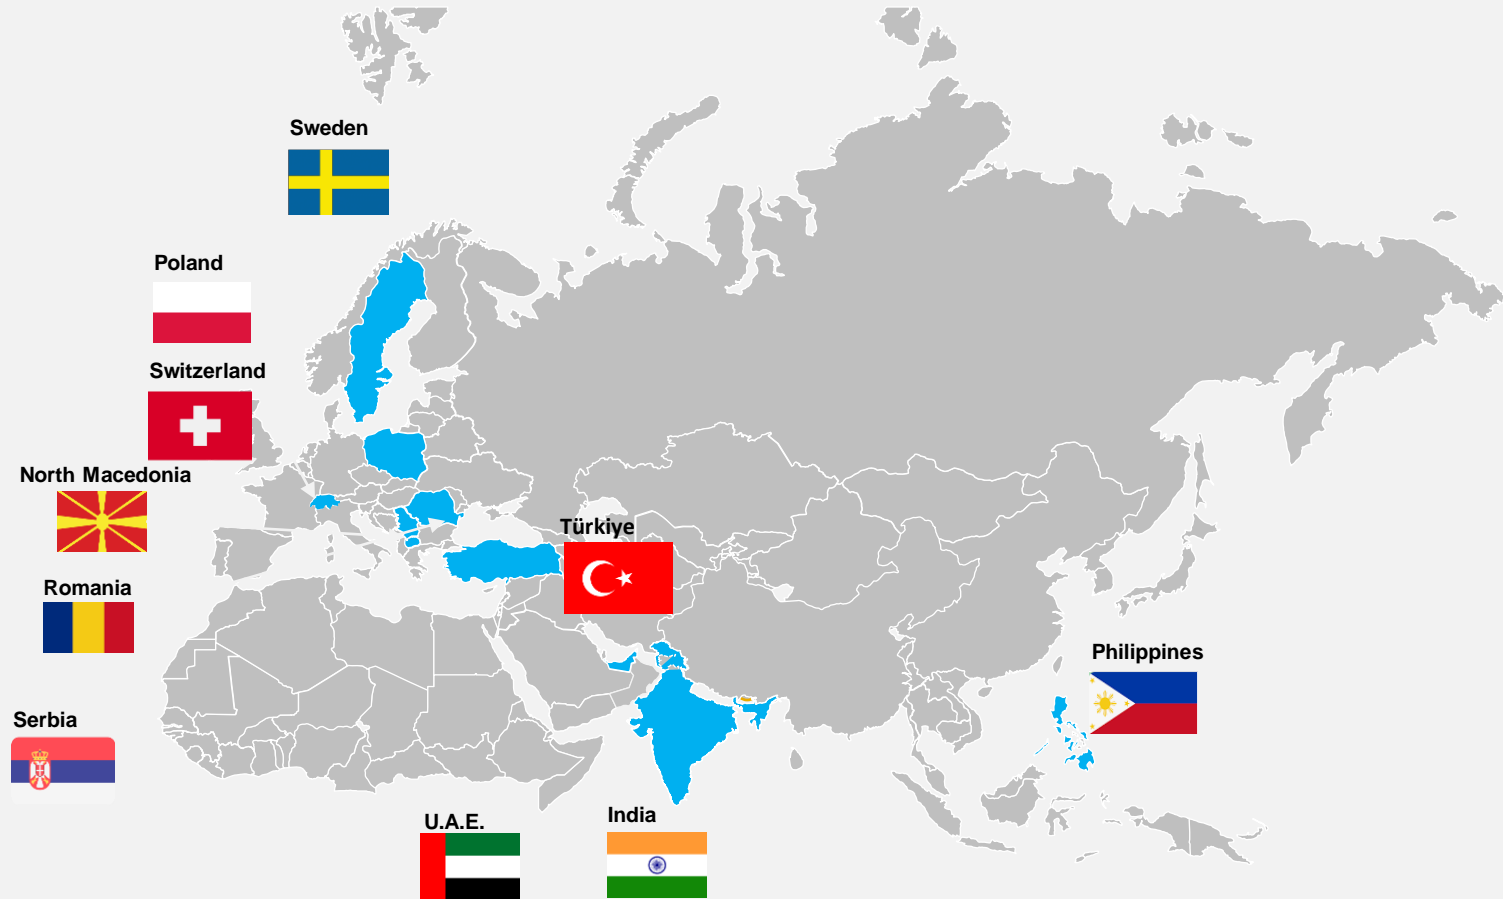 Sweden
Poland
Switzerland
North Macedonia
Türkiye
Romania
Philippines
Serbia
U.A.E.
India